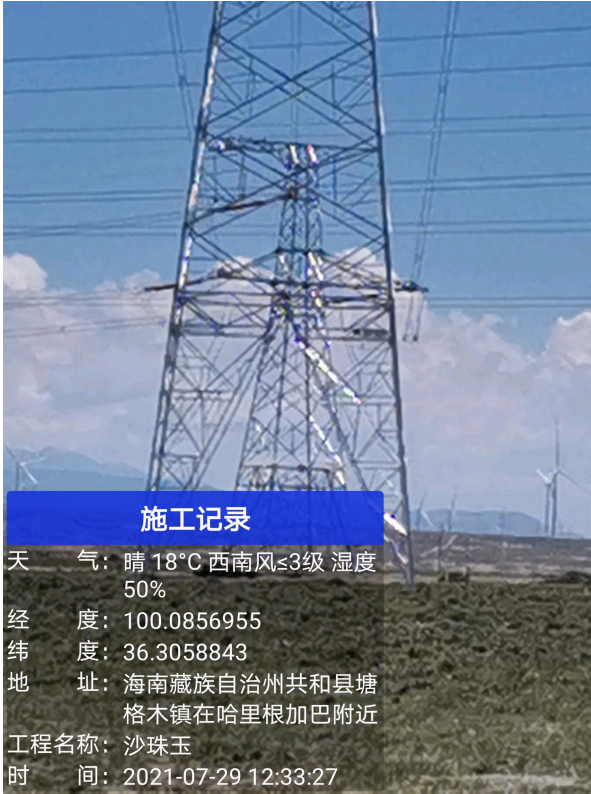 施工记录
天 气：晴 18°C 西南风≤3级 湿度
50%
经 度：100.0856955
纬 度：36.3058843
地 址：海南藏族自治州共和县塘
格木镇在哈里根加巴附近
工程名称：沙珠玉
时 间：2021-07-29 12:33:27